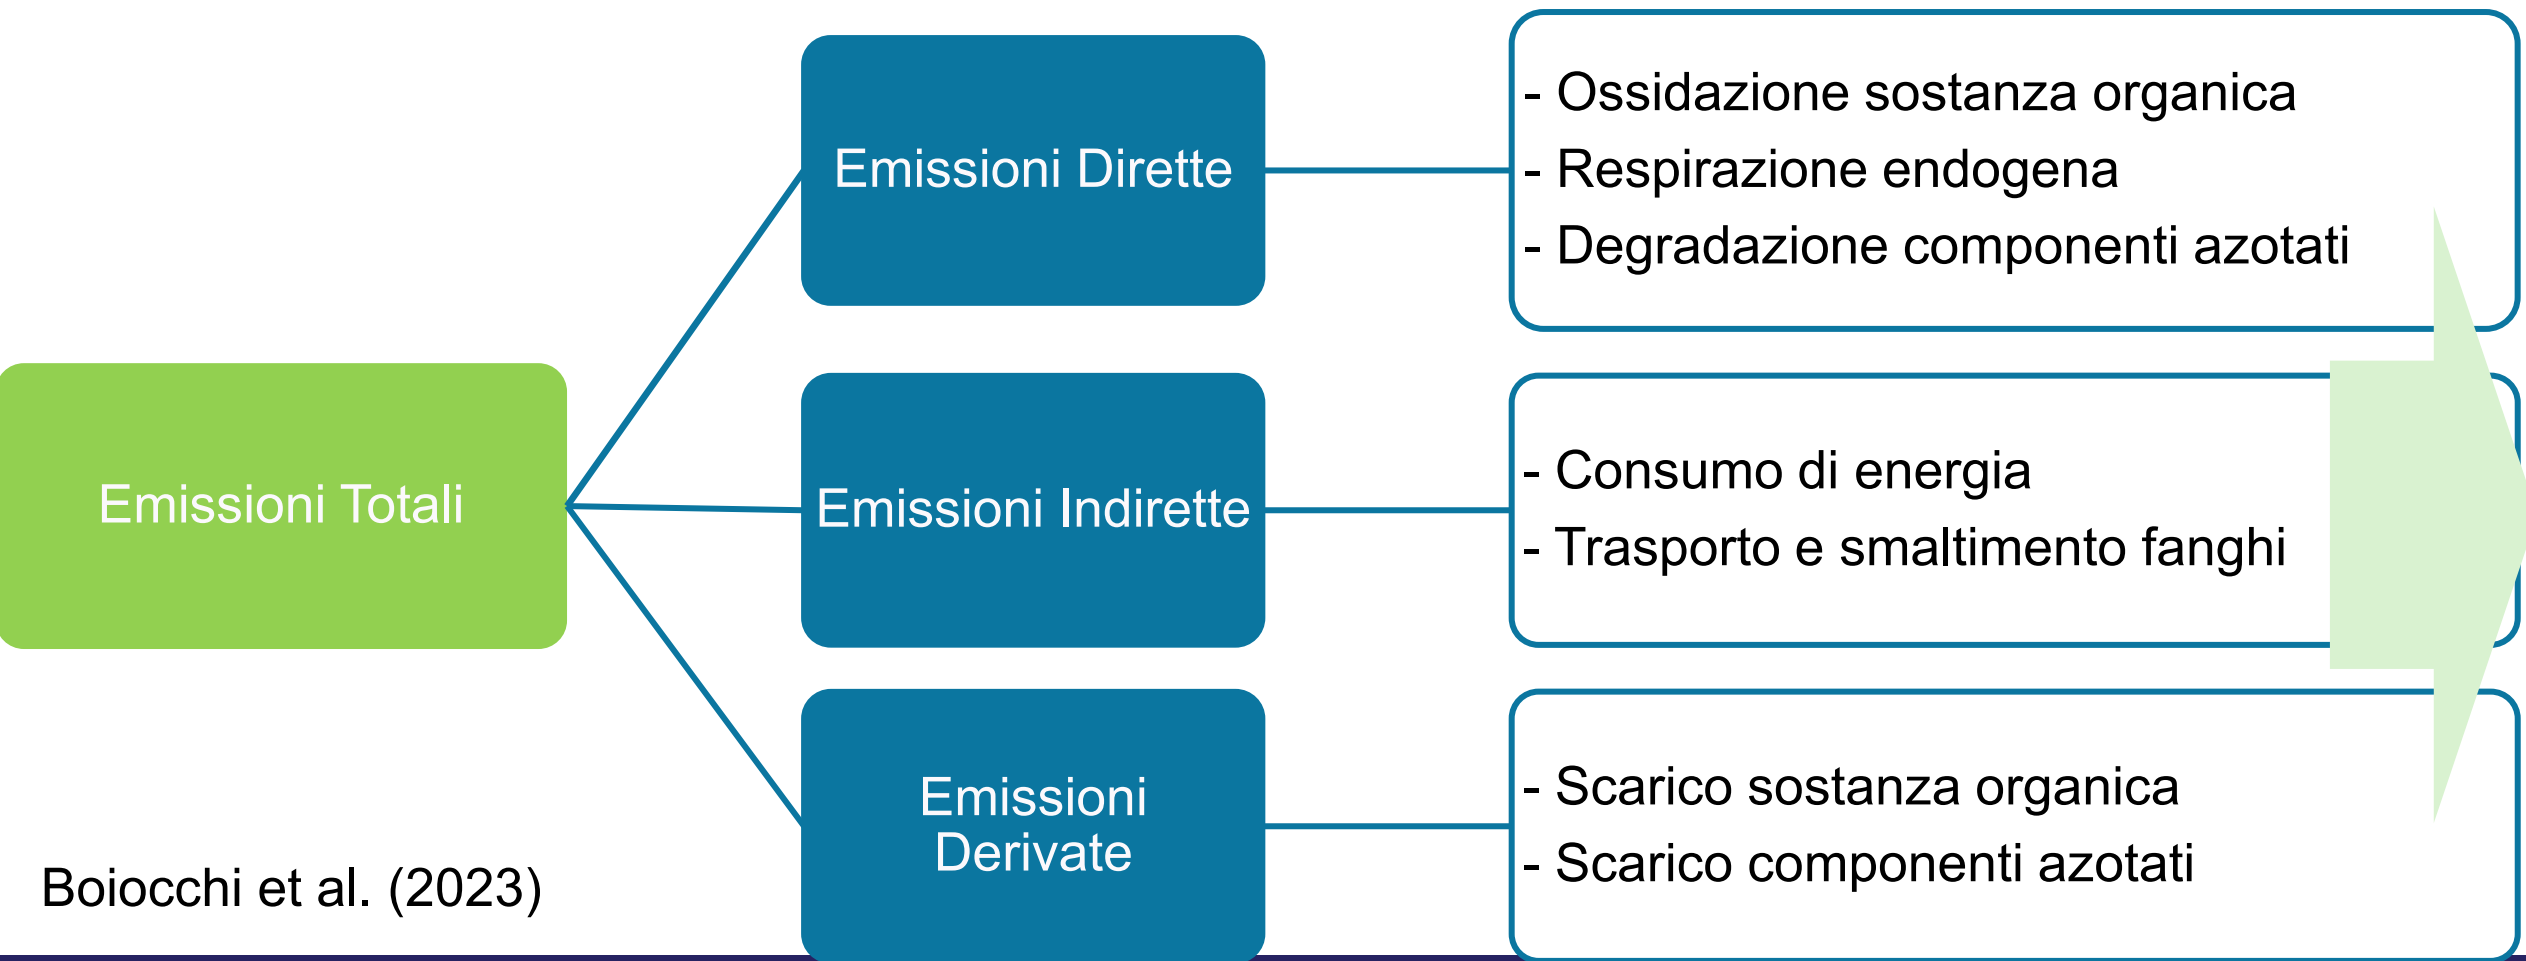 Emissioni Totali
Emissioni Dirette
- Ossidazione sostanza organica
- Respirazione endogena
- Degradazione componenti azotati
Emissioni Indirette
- Consumo di energia
- Trasporto e smaltimento fanghi
Emissioni
Derivate
- Scarico sostanza organica
- Scarico componenti azotati
Boiocchi et al. (2023)